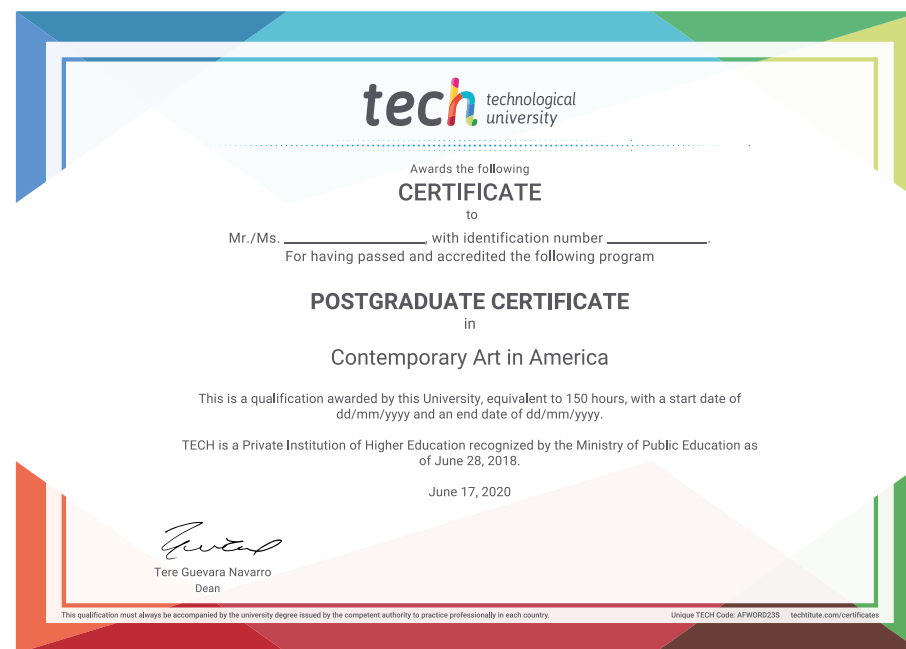 tech technological
university
Awards the following
CERTIFICATE
to
Mr./Ms. ____________________, with identification number ______________.
For having passed and accredited the following program
POSTGRADUATE CERTIFICATE
in
Contemporary Art in America
This is a qualification awarded by this University, equivalent to 150 hours, with a start date of
dd/mm/yyyy and an end date of dd/mm/yyyy.
TECH is a Private Institution of Higher Education recognized by the Ministry of Public Education as
of June 28, 2018.
June 17, 2020
Tere Guevara Navarro
Dean
This qualification must always be accompanied by the university degree issued by the competent authority to practice professionally in each country.
Unique TECH Code: AFWORD23S techtitute.com/certificates